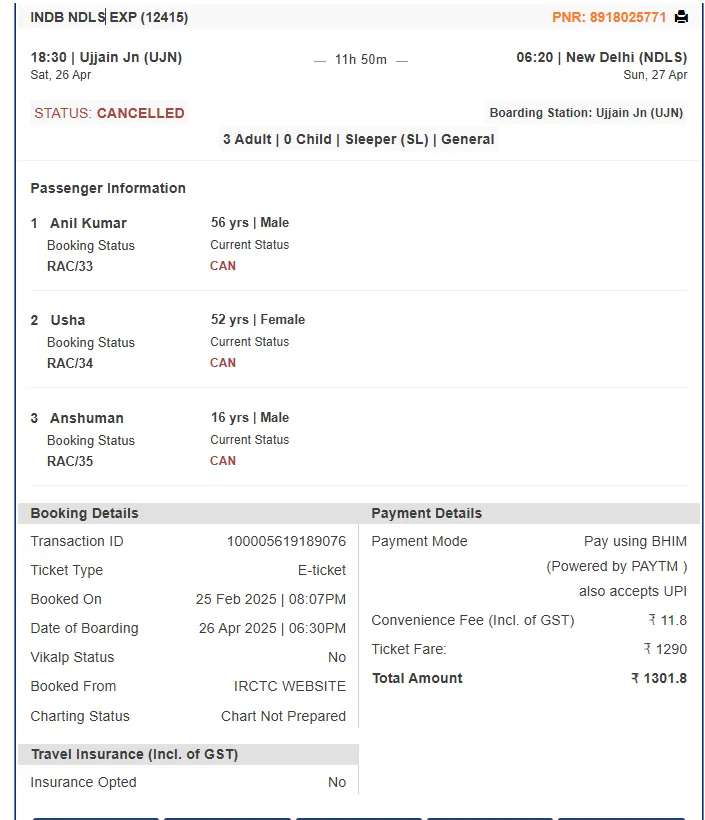 INDB NDLS EXP (12415) PNR: 8918025771
18:30 | Ujjain Jn (UJN) — 11h 50m — 06:20 | New Delhi (NDLS)
Sat, 26 Apr Sun, 27 Apr
STATUS: CANCELLED Boarding Station: Ujjain Jn (UJN)
3 Adult | 0 Child | Sleeper (SL) | General
Passenger Information
1 Anil Kumar 56 yrs | Male
Booking Status Current Status
RAC/33 CAN
2 Usha 52 yrs | Female
Booking Status Current Status
RAC/34 CAN
3 Anshuman 16 yrs | Male
Booking Status Current Status
RAC/35 CAN
Booking Details
Transaction ID 100005619189076
Ticket Type E-ticket
Booked On 25 Feb 2025 | 08:07PM
Date of Boarding 26 Apr 2025 | 06:30PM
Vikalp Status No
Booked From IRCTC WEBSITE
Charting Status Chart Not Prepared
Payment Details
Payment Mode Pay using BHIM
(Powered by PAYTM )
also accepts UPI
Convenience Fee (Incl. of GST) ₹ 11.8
Ticket Fare: ₹ 1290
Total Amount ₹ 1301.8
Travel Insurance (Incl. of GST)
Insurance Opted No